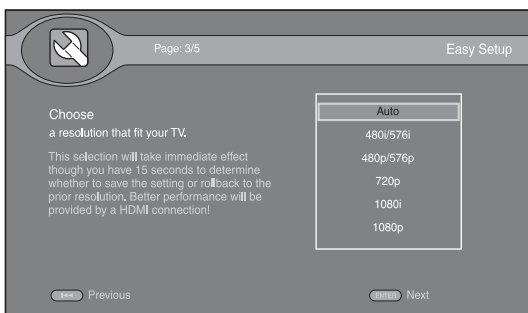 Page: 3/5
Easy Setup
Choose
a resolution that fit your TV.
This selection will take immediate effect
though you have 15 seconds to determine
whether to save the setting or rollback to the
prior resolution. Better performance will be
provided by a HDMI connection!
Auto
480i/576i
480p/576p
720p
1080i
1080p
Previous
ENTER Next